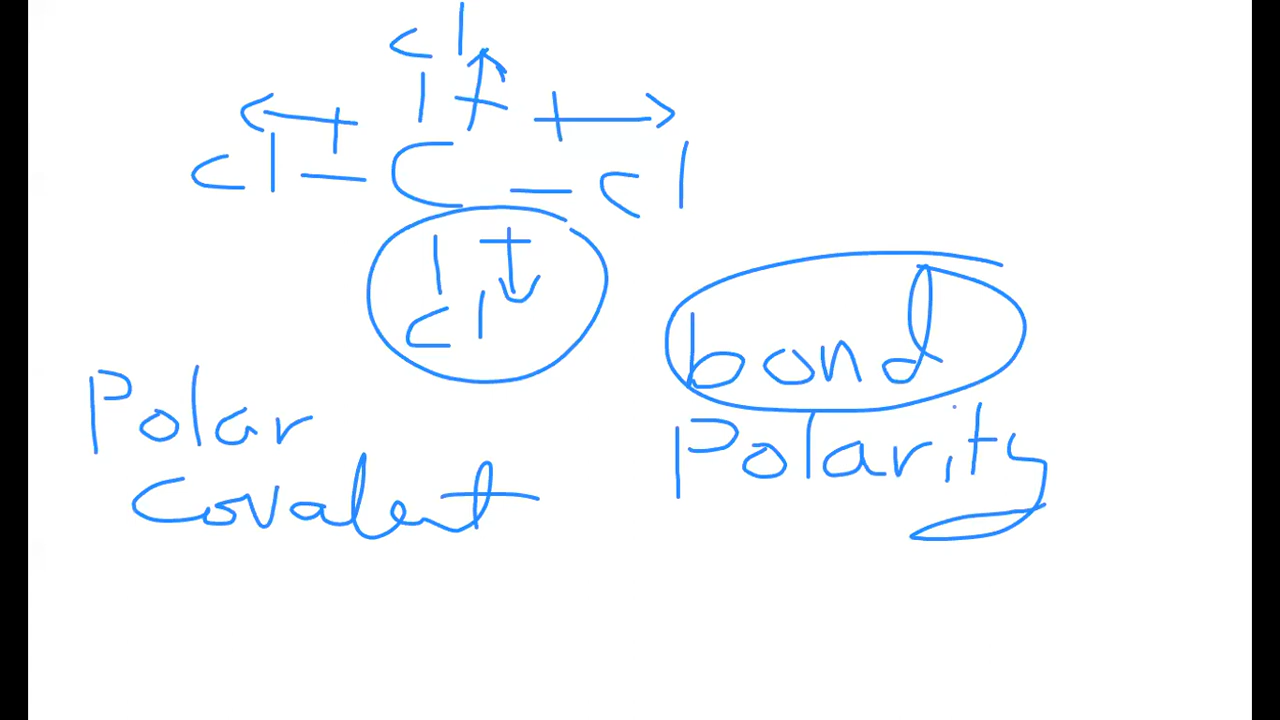 Cl
|
Cl — C — Cl
|
Cl
bond
Polar
Polarity
Covalent